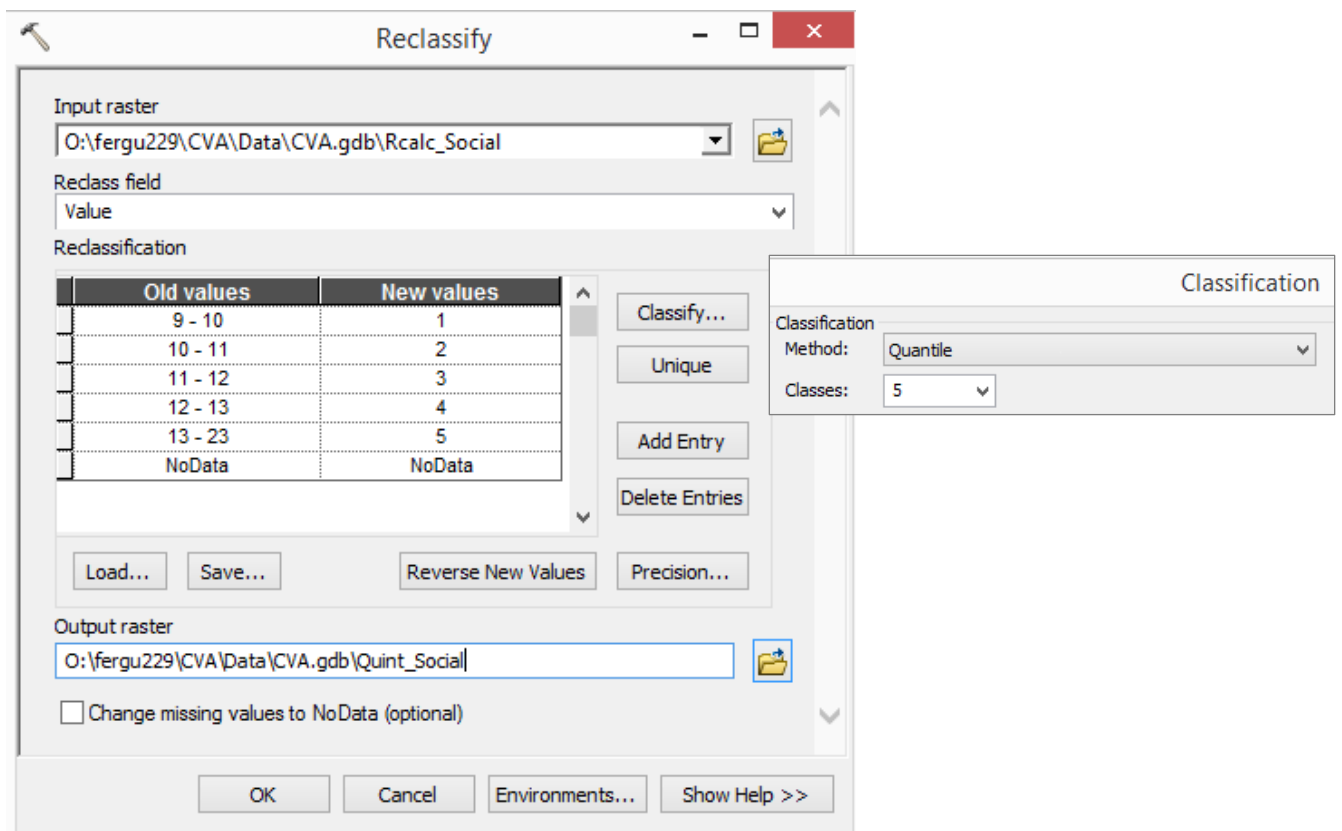 Reclassify
Input raster
O:\fergu229\CVA\Data\CVA.gdb\Rcalc_Social
Reclass field
Value
Reclassification
Old values New values
9 - 10 1
10 - 11 2
11 - 12 3
12 - 13 4
13 - 23 5
NoData NoData
Classify...
Unique
Add Entry
Delete Entries
Load... Save... Reverse New Values Precision...
Output raster
O:\fergu229\CVA\Data\CVA.gdb\Quint_Social
Change missing values to NoData (optional)
OK Cancel Environments... Show Help >>
Classification
Classification
Method: Quantile
Classes: 5